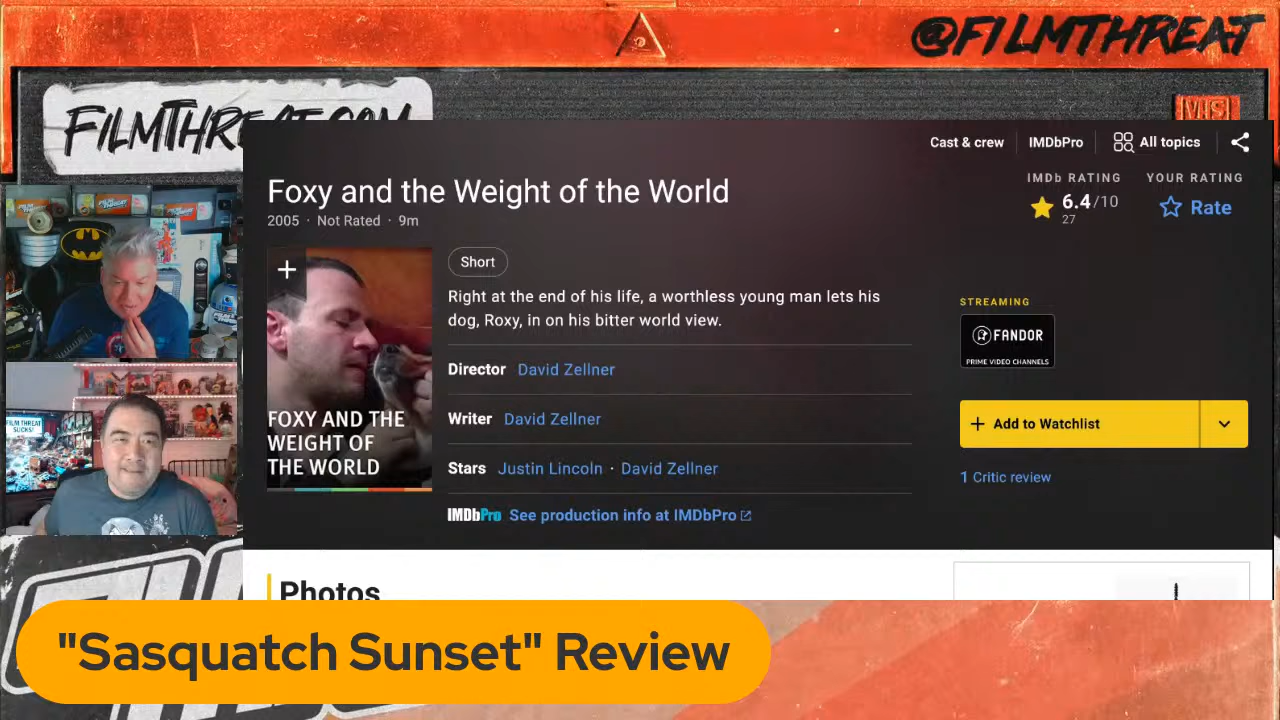 @FILMTHREAT
FILMTHREAT.COM
Cast & crew
IMDbPro
All topics
Foxy and the Weight of the World
2005 · Not Rated · 9m
IMDb RATING
6.4/10
27
YOUR RATING
Rate
Short
Right at the end of his life, a worthless young man lets his
dog, Roxy, in on his bitter world view.
FOXY AND THE
WEIGHT OF
THE WORLD
Director David Zellner
Writer David Zellner
Stars Justin Lincoln · David Zellner
IMDbPro See production info at IMDbPro
STREAMING
FANDOR
PRIME VIDEO CHANNELS
+ Add to Watchlist
1 Critic review
FILM THREAT
SUCKS!
Photos
"Sasquatch Sunset" Review